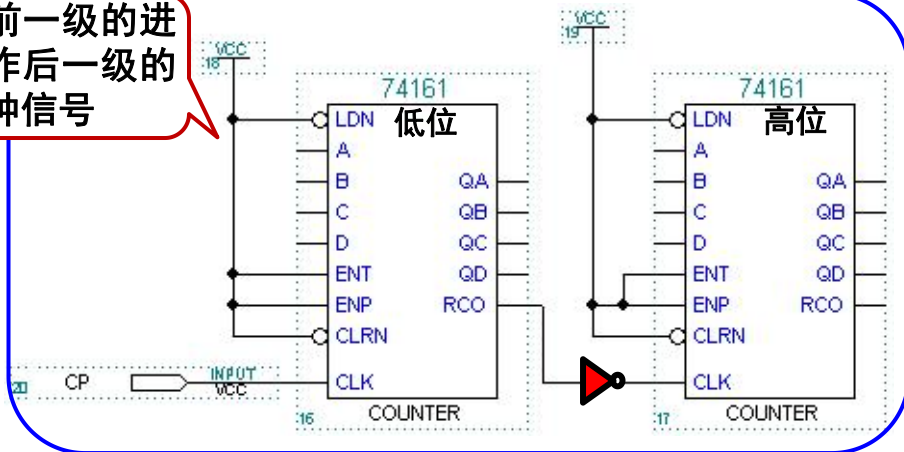 前一级的进
作后一级的
钟信号
VCC
18
VCC
19
74161
低位
LDN
A
B
C
D
ENT
ENP
CLRN
CLK
QA
QB
QC
QD
RCO
COUNTER
16
20
CP
INPUT
VCC
74161
高位
LDN
A
B
C
D
ENT
ENP
CLRN
CLK
QA
QB
QC
QD
RCO
COUNTER
17